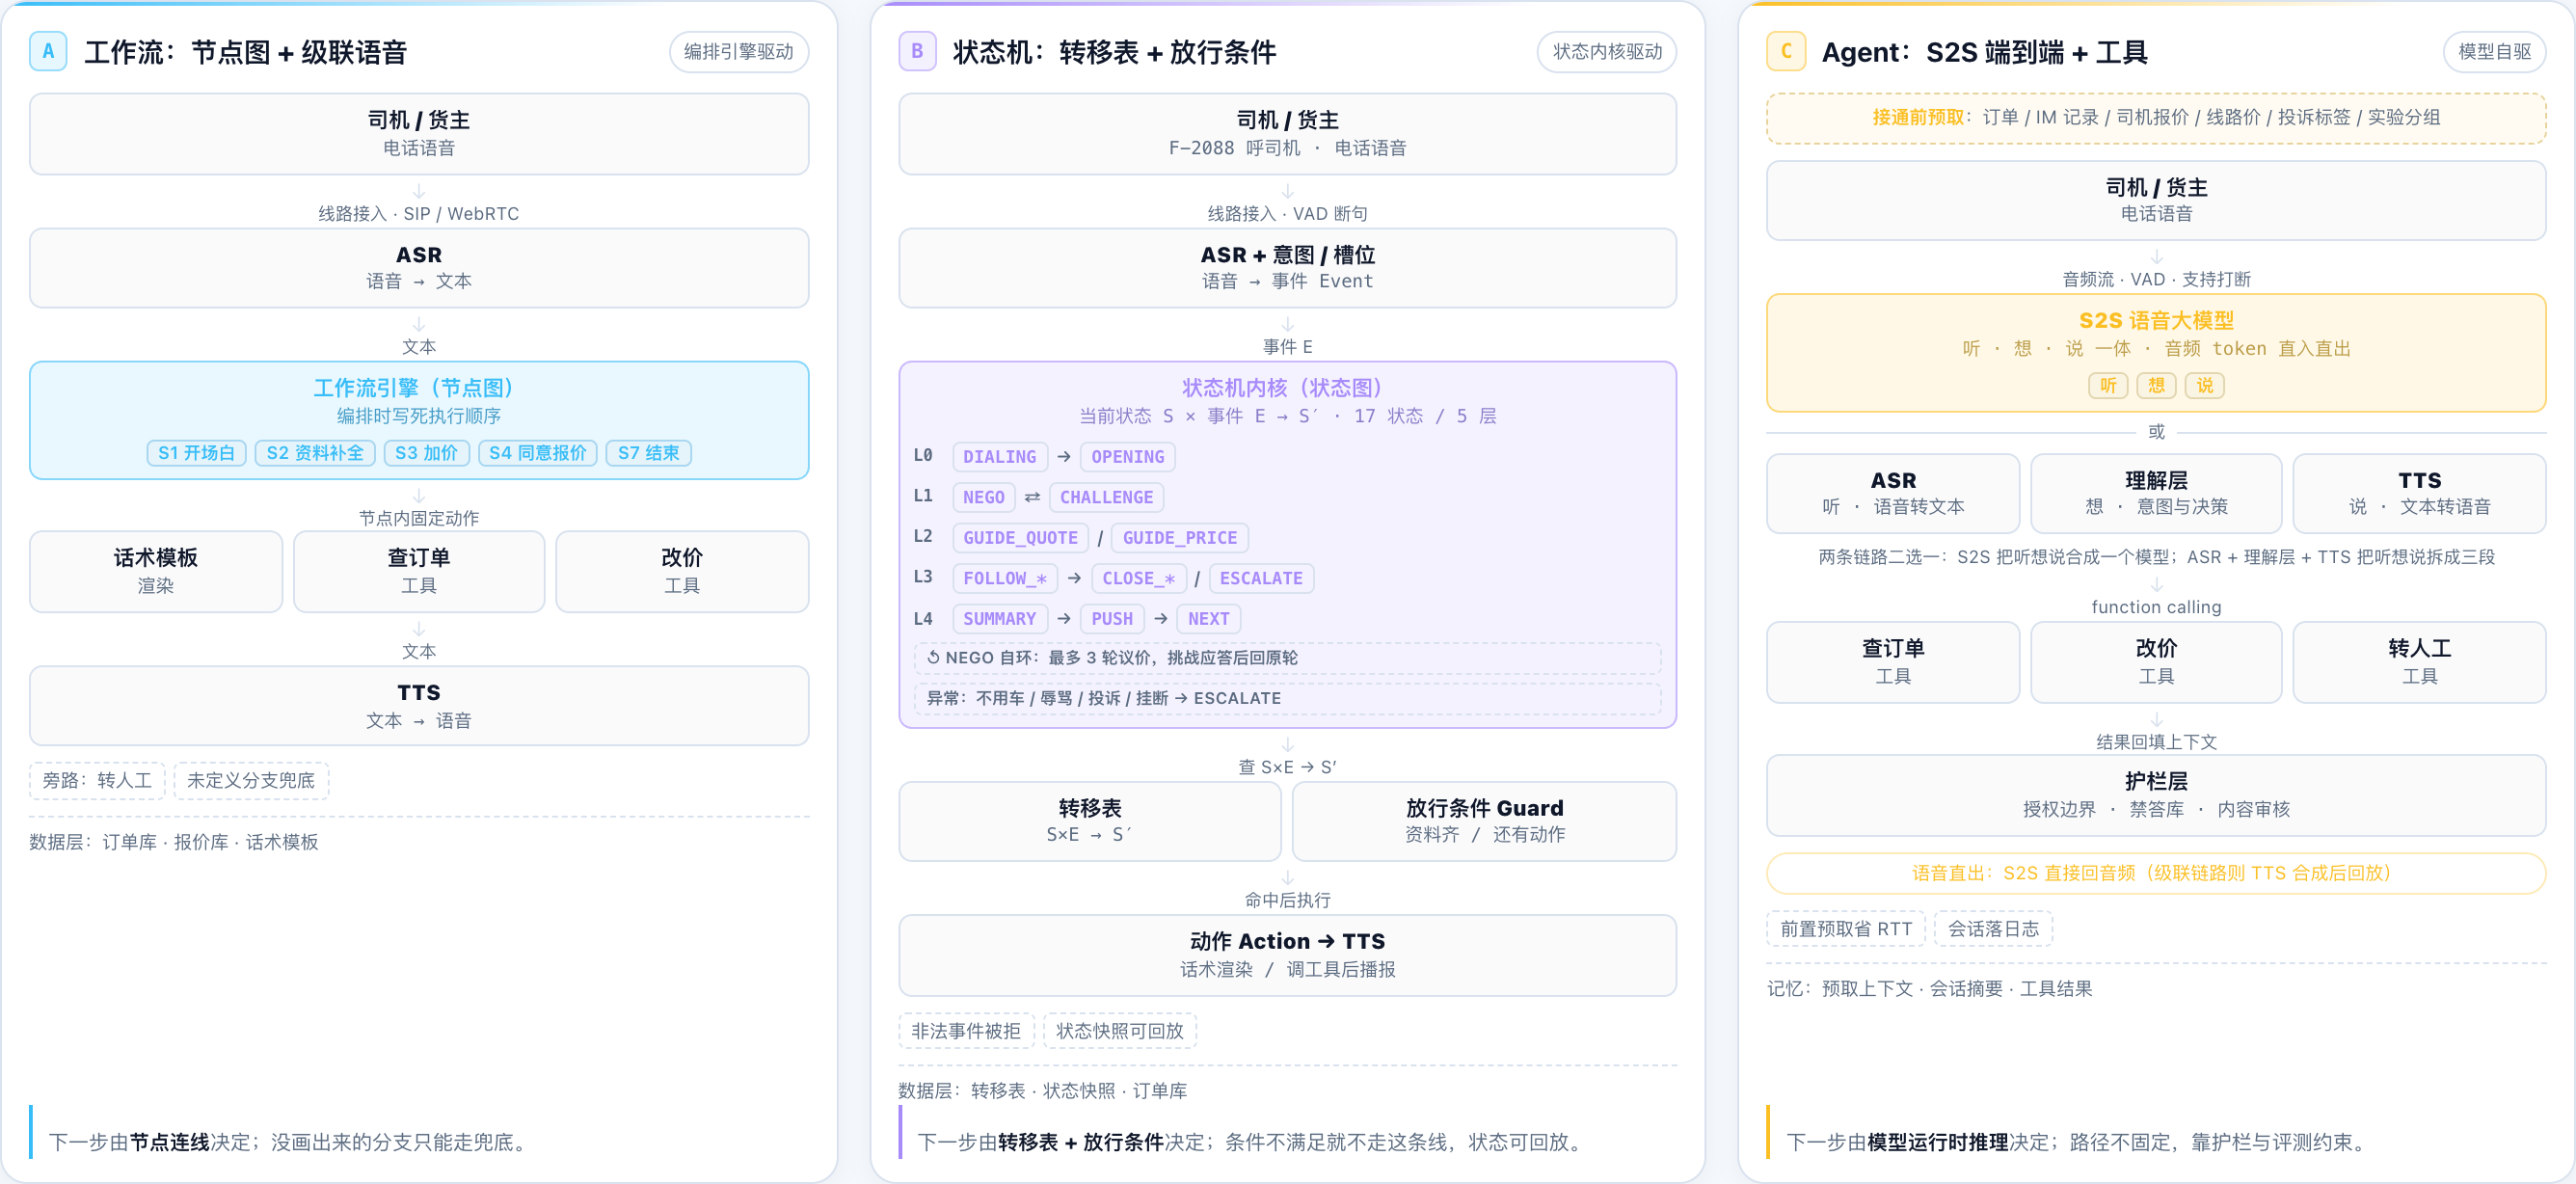 A 工作流：节点图 + 级联语音 编排引擎驱动
司机 / 货主
电话语音
↓
线路接入 · SIP / WebRTC
ASR
语音 → 文本
↓
文本
工作流引擎（节点图）
编排时写死执行顺序
S1 开场白 S2 资料补全 S3 加价 S4 同意报价 S7 结束
↓
节点内固定动作
话术模板 查订单 改价
渲染 工具 工具
↓
文本
TTS
文本 → 语音
旁路：转人工 未定义分支兜底
数据层：订单库 · 报价库 · 话术模板
下一步由节点连线决定；没画出来的分支只能走兜底。
B 状态机：转移表 + 放行条件 状态内核驱动
司机 / 货主
F-2088 呼司机 · 电话语音
↓
线路接入 · VAD 断句
ASR + 意图 / 槽位
语音 → 事件 Event
↓
事件 E
状态机内核（状态图）
当前状态 S × 事件 E → S′ · 17 状态 / 5 层
L0 DIALING → OPENING
L1 NEGO ⇄ CHALLENGE
L2 GUIDE_QUOTE / GUIDE_PRICE
L3 FOLLOW_* → CLOSE_* / ESCALATE
L4 SUMMARY → PUSH → NEXT
↺ NEGO 自环：最多 3 轮议价，挑战应答后回原轮
异常：不用车 / 辱骂 / 投诉 / 挂断 → ESCALATE
↓
查 S×E → S′
转移表 放行条件 Guard
S×E → S′ 资料齐 / 还有动作
↓
命中后执行
动作 Action → TTS
话术渲染 / 调工具后播报
非法事件被拒 状态快照可回放
数据层：转移表 · 状态快照 · 订单库
下一步由转移表 + 放行条件决定；条件不满足就不走这条线，状态可回放。
C Agent：S2S 端到端 + 工具 模型自驱
接通前预取：订单 / IM 记录 / 司机报价 / 线路价 / 投诉标签 / 实验分组
司机 / 货主
电话语音
↓
音频流 · VAD · 支持打断
S2S 语音大模型
听 · 想 · 说 一体 · 音频 token 直入直出
听 想 说
或
ASR 理解层 TTS
听 · 语音转文本 想 · 意图与决策 说 · 文本转语音
两条链路二选一：S2S 把听想说合成一个模型；ASR + 理解层 + TTS 把听想说拆成三段
↓
function calling
查订单 改价 转人工
工具 工具 工具
↓
结果回填上下文
护栏层
授权边界 · 禁答库 · 内容审核
语音直出：S2S 直接回音频（级联链路则 TTS 合成后回放）
前置预取省 RTT 会话落日志
记忆：预取上下文 · 会话摘要 · 工具结果
下一步由模型运行时推理决定；路径不固定，靠护栏与评测约束。